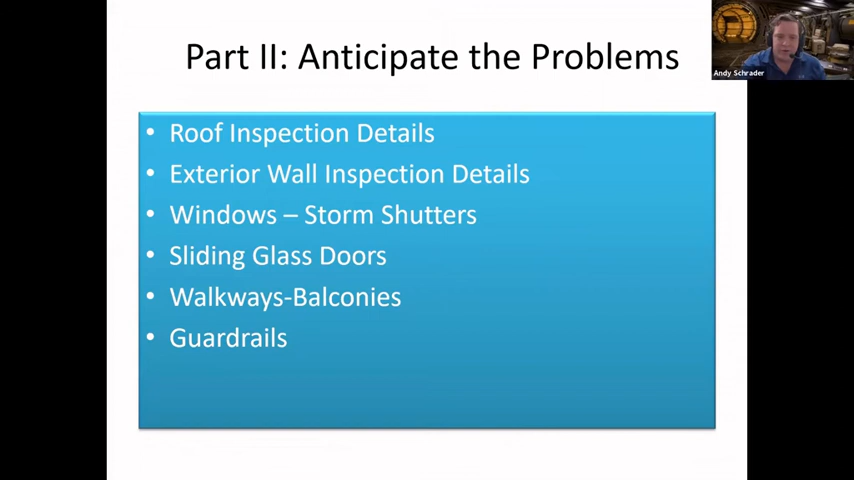 Part II: Anticipate the Problems
Andy Schrader
• Roof Inspection Details
• Exterior Wall Inspection Details
• Windows – Storm Shutters
• Sliding Glass Doors
• Walkways-Balconies
• Guardrails